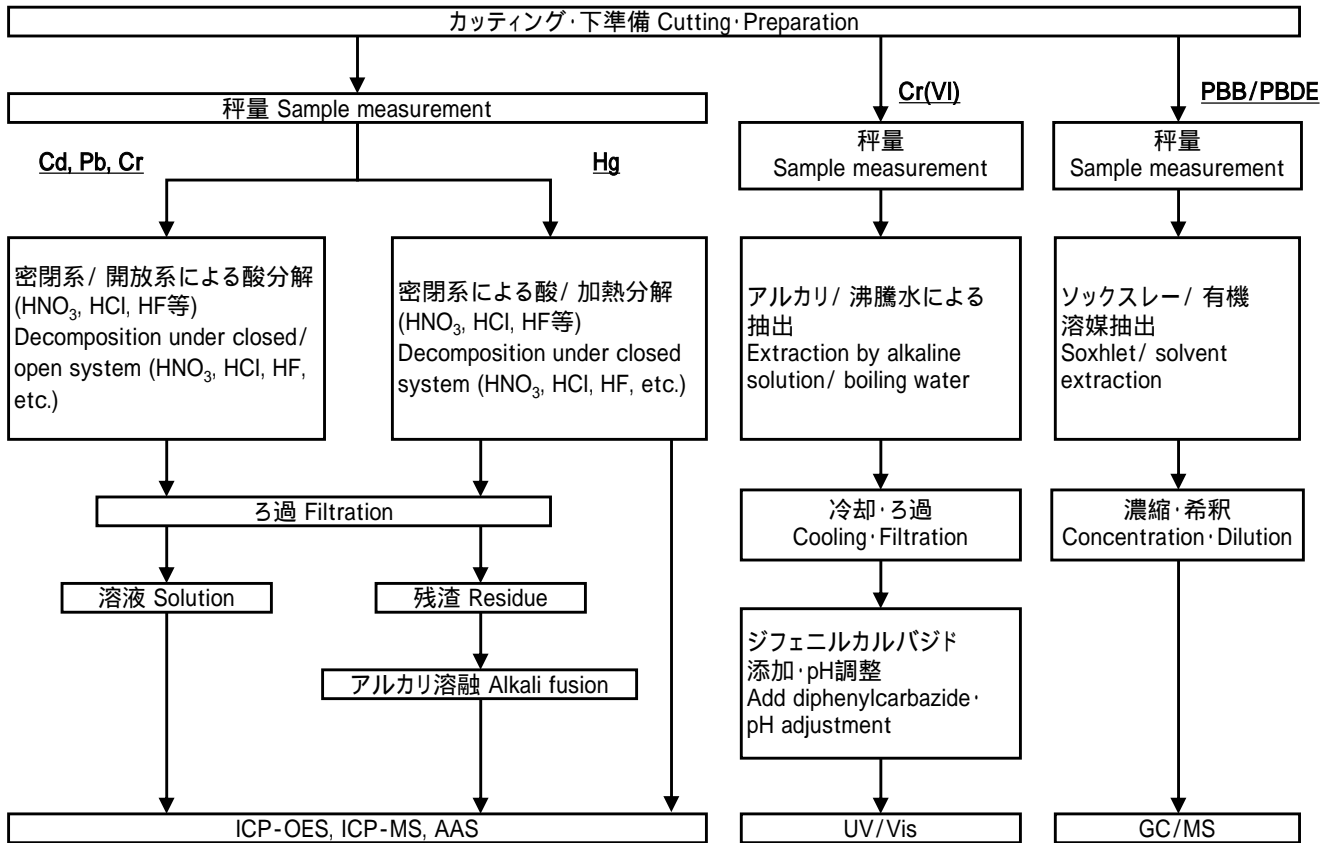 カッティング・下準備 Cutting・Preparation
秤量 Sample measurement
Cd, Pb, Cr
Hg
密閉系/ 開放系による酸分解
(HNO₃, HCl, HF等)
Decomposition under closed/
open system (HNO₃, HCl, HF,
etc.)
密閉系による酸/ 加熱分解
(HNO₃, HCl, HF等)
Decomposition under closed
system (HNO₃, HCl, HF, etc.)
ろ過 Filtration
溶液 Solution
残渣 Residue
アルカリ溶融 Alkali fusion
ICP-OES, ICP-MS, AAS
Cr(VI)
秤量
Sample measurement
アルカリ/ 沸騰水による
抽出
Extraction by alkaline
solution/ boiling water
冷却・ろ過
Cooling・Filtration
ジフェニルカルバジド
添加・pH調整
Add diphenylcarbazide・
pH adjustment
UV/Vis
PBB/PBDE
秤量
Sample measurement
ソックスレー/ 有機
溶媒抽出
Soxhlet/ solvent
extraction
濃縮・希釈
Concentration・Dilution
GC/MS